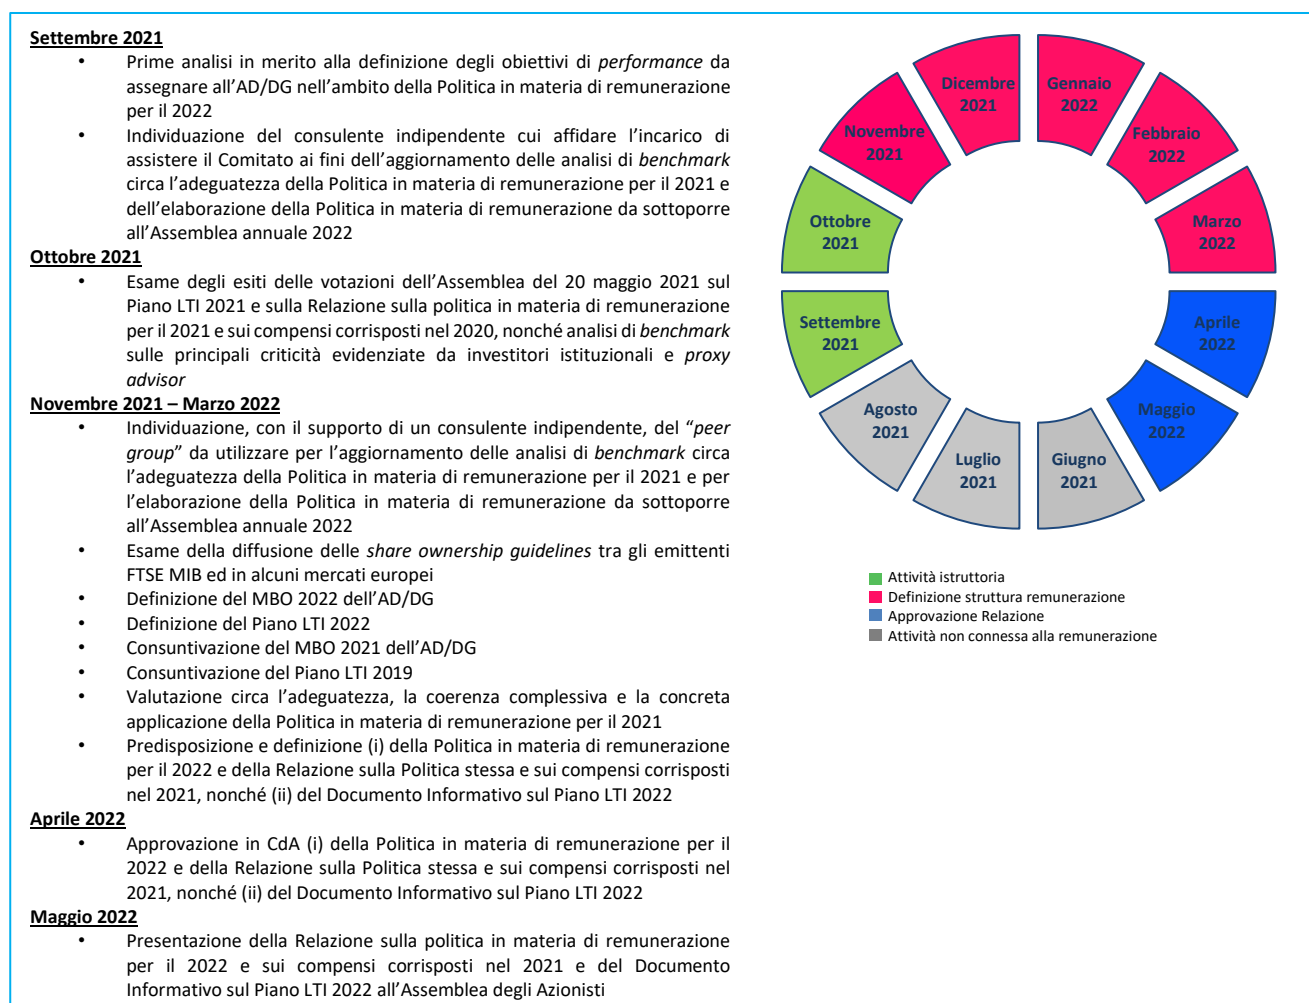 Settembre 2021
• Prime analisi in merito alla definizione degli obiettivi di performance da
assegnare all'AD/DG nell'ambito della Politica in materia di remunerazione
per il 2022
• Individuazione del consulente indipendente cui affidare l'incarico di
assistere il Comitato ai fini dell'aggiornamento delle analisi di benchmark
circa l'adeguatezza della Politica in materia di remunerazione per il 2021 e
dell'elaborazione della Politica in materia di remunerazione da sottoporre
all'Assemblea annuale 2022
Ottobre 2021
• Esame degli esiti delle votazioni dell'Assemblea del 20 maggio 2021 sul
Piano LTI 2021 e sulla Relazione sulla politica in materia di remunerazione
per il 2021 e sui compensi corrisposti nel 2020, nonché analisi di benchmark
sulle principali criticità evidenziate da investitori istituzionali e proxy
advisor
Novembre 2021 – Marzo 2022
• Individuazione, con il supporto di un consulente indipendente, del “peer
group” da utilizzare per l'aggiornamento delle analisi di benchmark circa
l'adeguatezza della Politica in materia di remunerazione per il 2021 e per
l'elaborazione della Politica in materia di remunerazione da sottoporre
all'Assemblea annuale 2022
• Esame della diffusione delle share ownership guidelines tra gli emittenti
FTSE MIB ed in alcuni mercati europei
• Definizione del MBO 2022 dell'AD/DG
• Definizione del Piano LTI 2022
• Consuntivazione del MBO 2021 dell'AD/DG
• Consuntivazione del Piano LTI 2019
• Valutazione circa l'adeguatezza, la coerenza complessiva e la concreta
applicazione della Politica in materia di remunerazione per il 2021
• Predisposizione e definizione (i) della Politica in materia di remunerazione
per il 2022 e della Relazione sulla Politica stessa e sui compensi corrisposti
nel 2021, nonché (ii) del Documento Informativo sul Piano LTI 2022
Aprile 2022
• Approvazione in CdA (i) della Politica in materia di remunerazione per il
2022 e della Relazione sulla Politica stessa e sui compensi corrisposti nel
2021, nonché (ii) del Documento Informativo sul Piano LTI 2022
Maggio 2022
• Presentazione della Relazione sulla politica in materia di remunerazione
per il 2022 e sui compensi corrisposti nel 2021 e del Documento
Informativo sul Piano LTI 2022 all'Assemblea degli Azionisti
Dicembre
2021
Gennaio
2022
Novembre
2021
Febbraio
2022
Ottobre
2021
Marzo
2022
Settembre
2021
Aprile
2022
Agosto
2021
Maggio
2022
Luglio
2021
Giugno
2021
Attività istruttoria
Definizione struttura remunerazione
Approvazione Relazione
Attività non connessa alla remunerazione